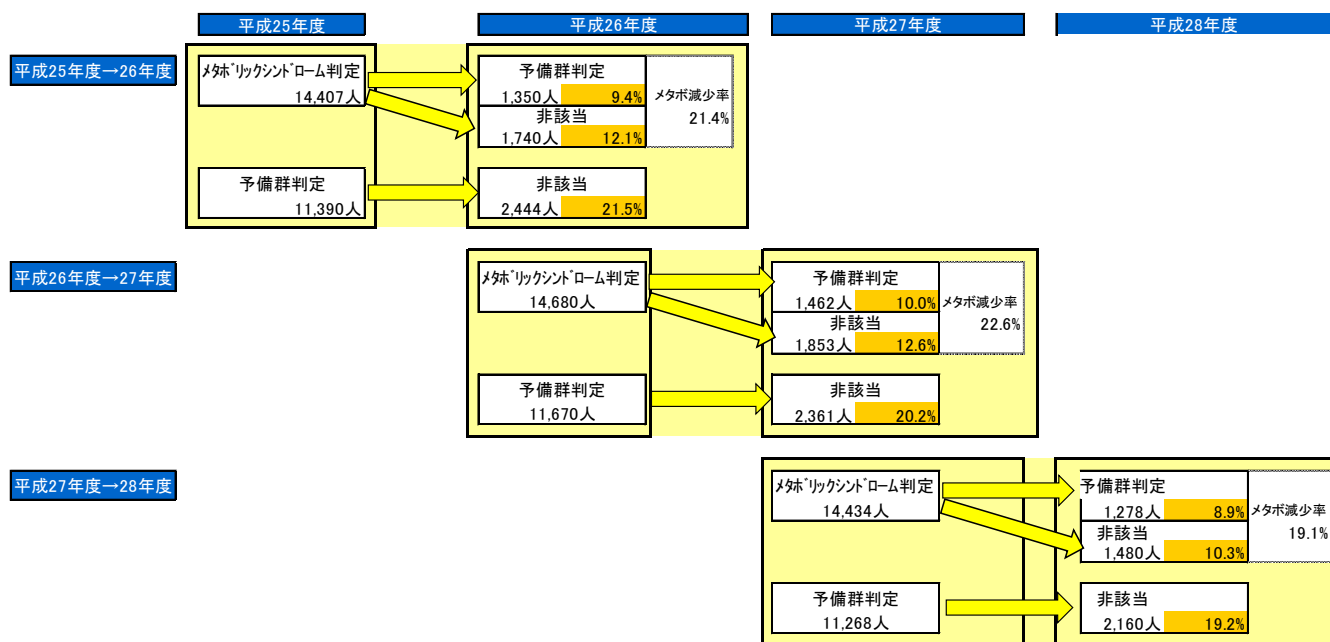 平成25年度 平成26年度 平成27年度 平成28年度
平成25年度→26年度
ﾒﾀﾎﾞﾘｯｸｼﾝﾄﾞﾛｰﾑ判定
14,407人
予備群判定
1,350人 9.4%
非該当
1,740人 12.1%
メタボ減少率
21.4%
予備群判定
11,390人
非該当
2,444人 21.5%
平成26年度→27年度
ﾒﾀﾎﾞﾘｯｸｼﾝﾄﾞﾛｰﾑ判定
14,680人
予備群判定
1,462人 10.0%
非該当
1,853人 12.6%
メタボ減少率
22.6%
予備群判定
11,670人
非該当
2,361人 20.2%
平成27年度→28年度
ﾒﾀﾎﾞﾘｯｸｼﾝﾄﾞﾛｰﾑ判定
14,434人
予備群判定
1,278人 8.9%
非該当
1,480人 10.3%
メタボ減少率
19.1%
予備群判定
11,268人
非該当
2,160人 19.2%